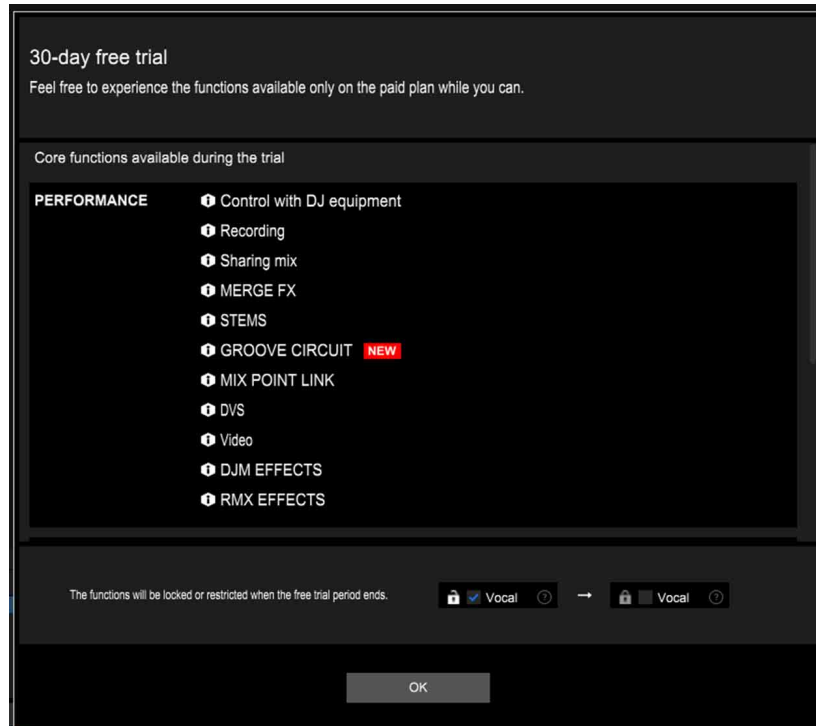 30-day free trial
Feel free to experience the functions available only on the paid plan while you can.
Core functions available during the trial
PERFORMANCE
Control with DJ equipment
Recording
Sharing mix
MERGE FX
STEMS
GROOVE CIRCUIT NEW
MIX POINT LINK
DVS
Video
DJM EFFECTS
RMX EFFECTS
The functions will be locked or restricted when the free trial period ends.
Vocal ? → Vocal ?
OK